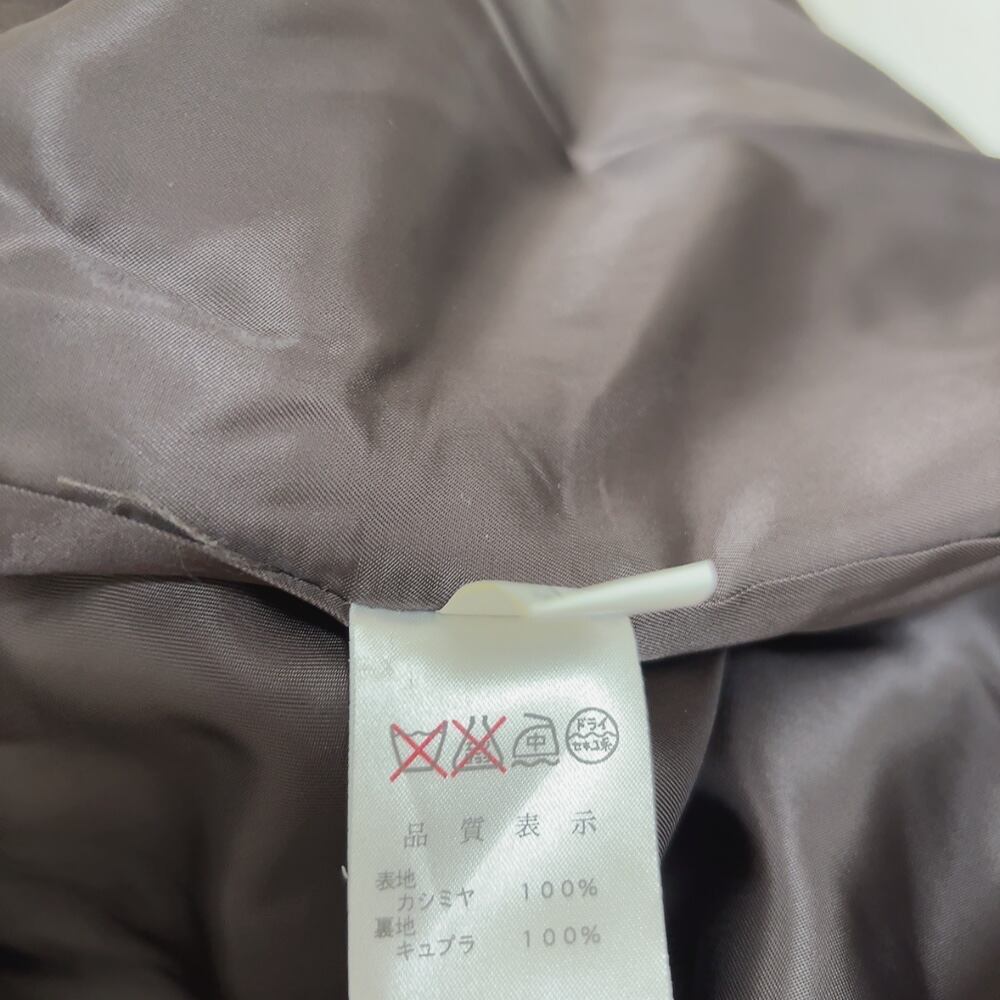 中
ドライ
セキユ系
品質表示
表地
カシミヤ 100%
裏地
キュプラ 100%